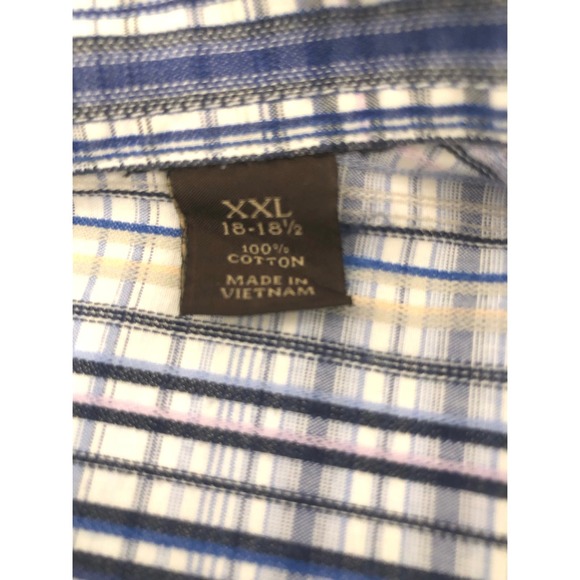 XXL
18-18½
100%
COTTON
MADE IN
VIETNAM